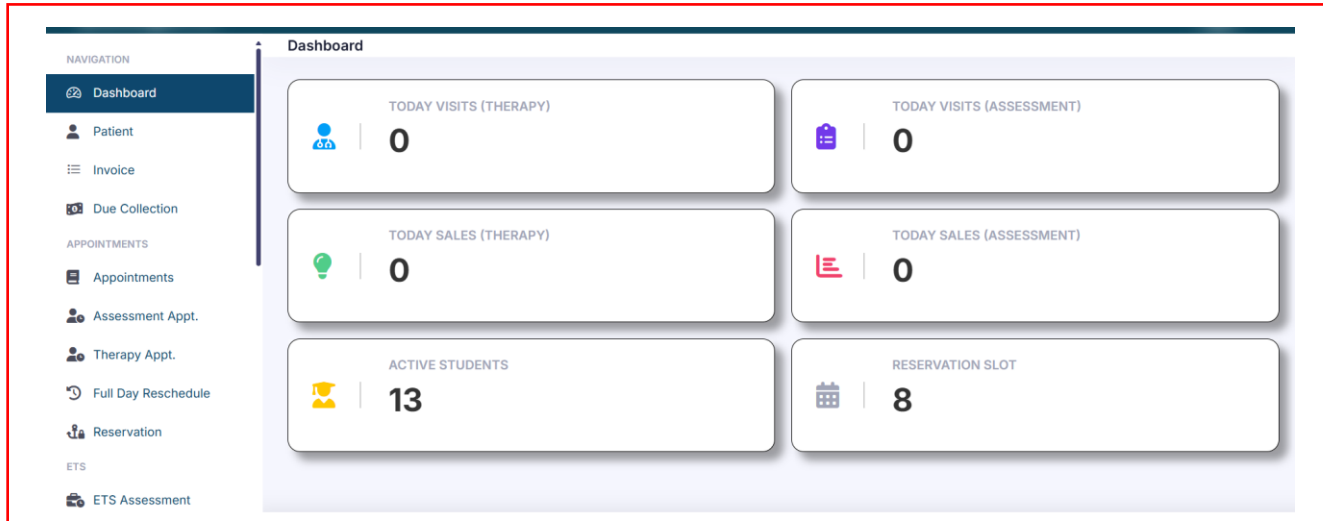 NAVIGATION
Dashboard
Patient
Invoice
Due Collection
APPOINTMENTS
Appointments
Assessment Appt.
Therapy Appt.
Full Day Reschedule
Reservation
ETS
ETS Assessment
Dashboard
TODAY VISITS (THERAPY)
0
TODAY VISITS (ASSESSMENT)
0
TODAY SALES (THERAPY)
0
TODAY SALES (ASSESSMENT)
0
ACTIVE STUDENTS
13
RESERVATION SLOT
8